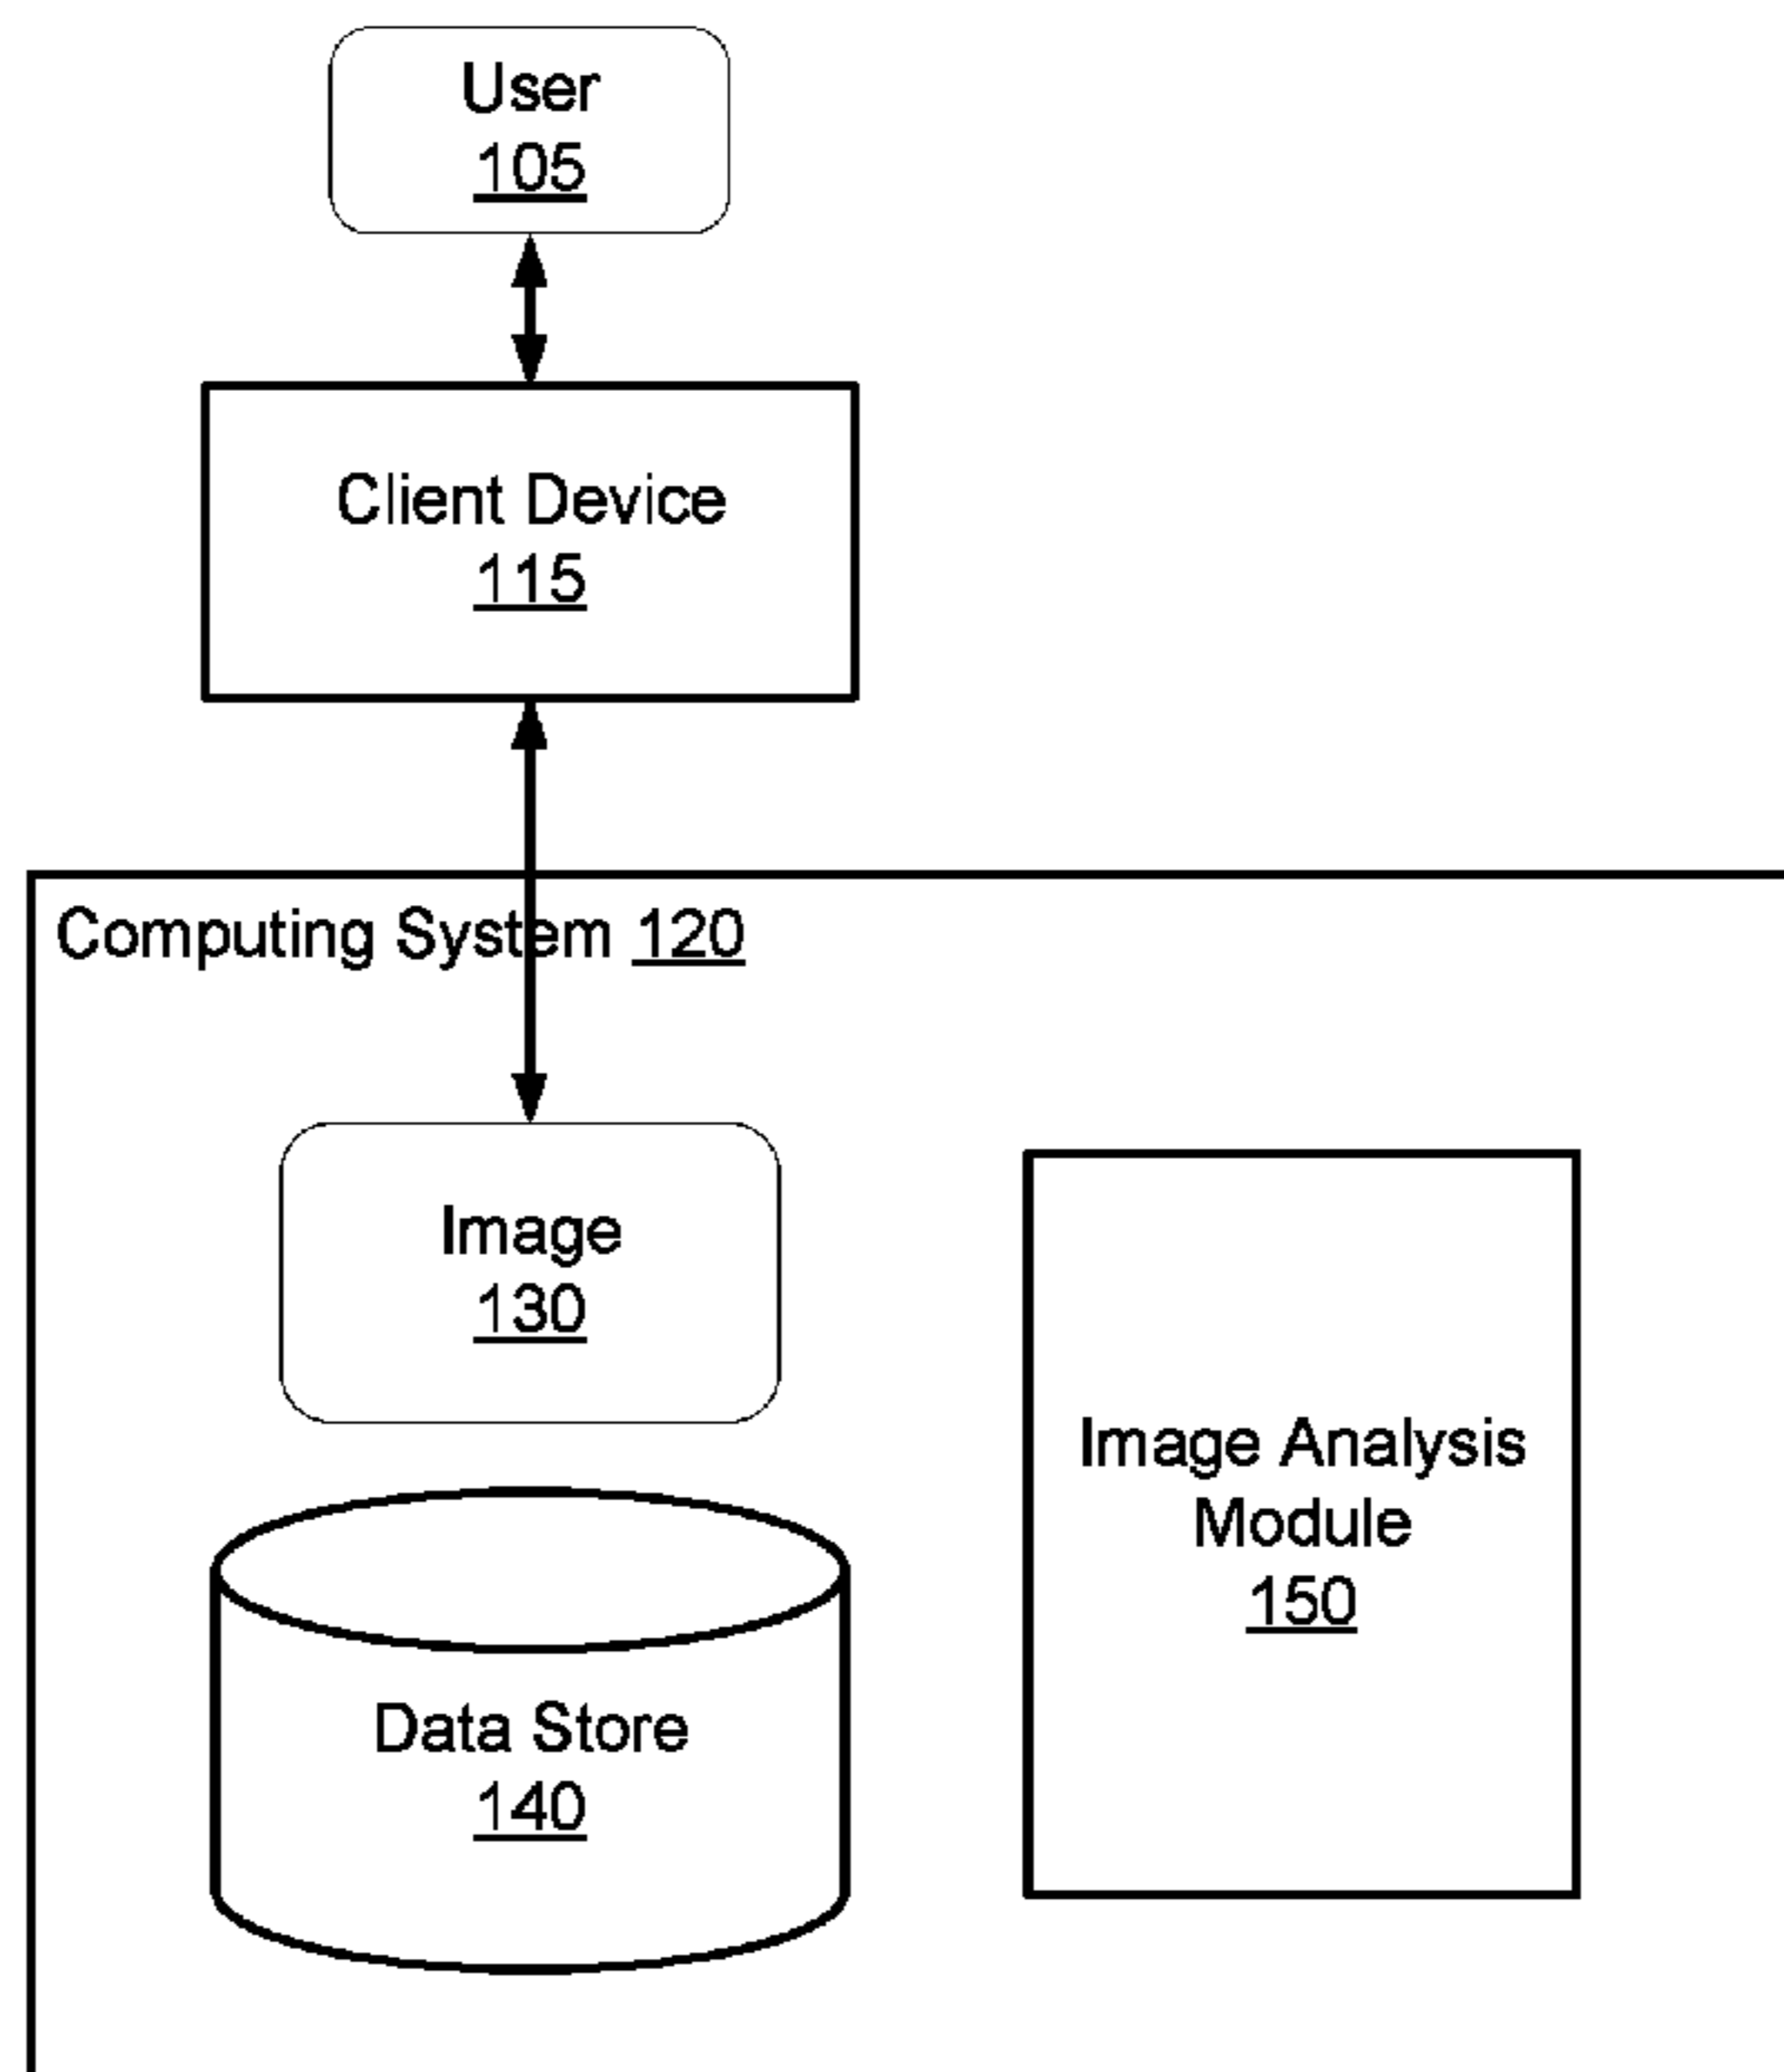 User
105
Client Device
115
Computing System 120
Image
130
Image Analysis
Module
150
Data Store
140